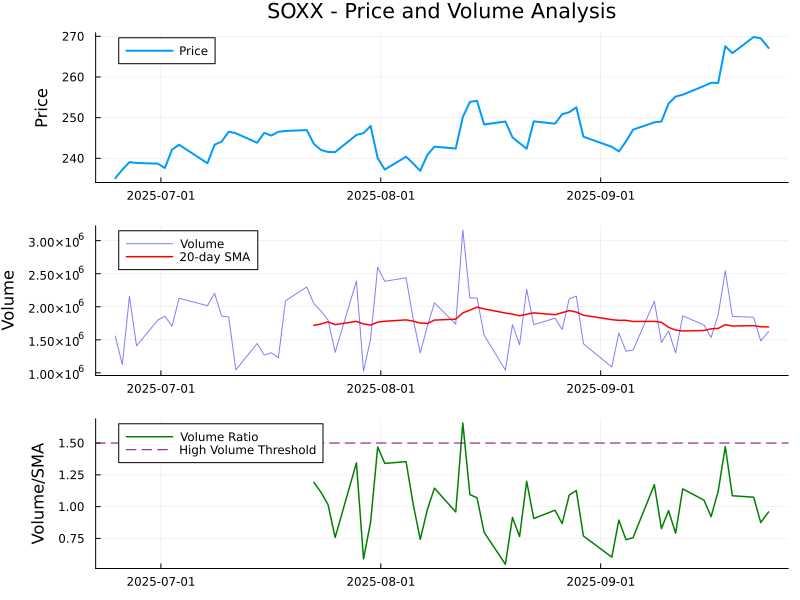 SOXX - Price and Volume Analysis
270
260
250
240
Price
Price
2025-07-01
2025-08-01
2025-09-01
3.00×10⁶
2.50×10⁶
2.00×10⁶
1.50×10⁶
1.00×10⁶
Volume
Volume
20-day SMA
2025-07-01
2025-08-01
2025-09-01
1.50
1.25
1.00
0.75
Volume/SMA
Volume Ratio
High Volume Threshold
2025-07-01
2025-08-01
2025-09-01